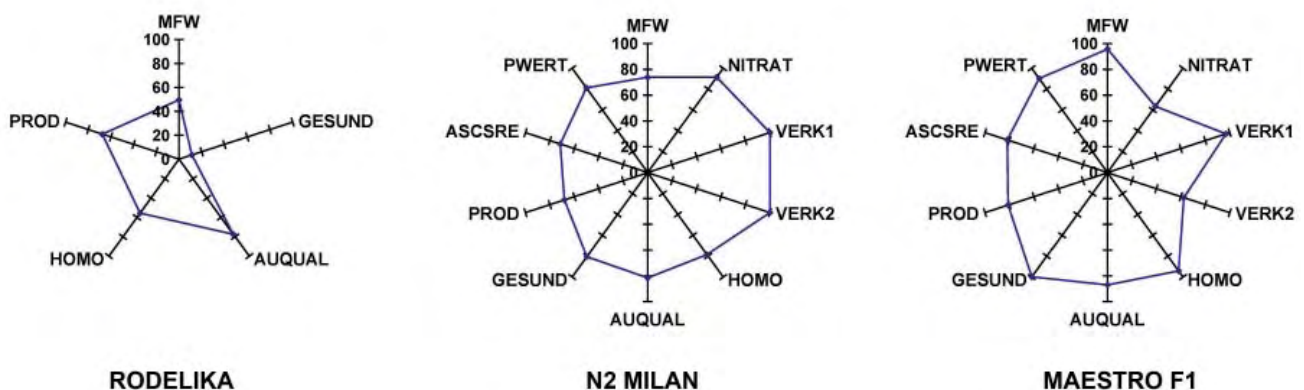 MFW
100
80
60
40
20
0
GESUND
AUQUAL
HOMO
PROD
RODELIKA
MFW
100
80
60
40
20
0
NITRAT
VERK1
VERK2
HOMO
AUQUAL
GESUND
PROD
ASCSRE
PWERT
N2 MILAN
MFW
100
80
60
40
20
0
NITRAT
VERK1
VERK2
HOMO
AUQUAL
GESUND
PROD
ASCSRE
PWERT
MAESTRO F1